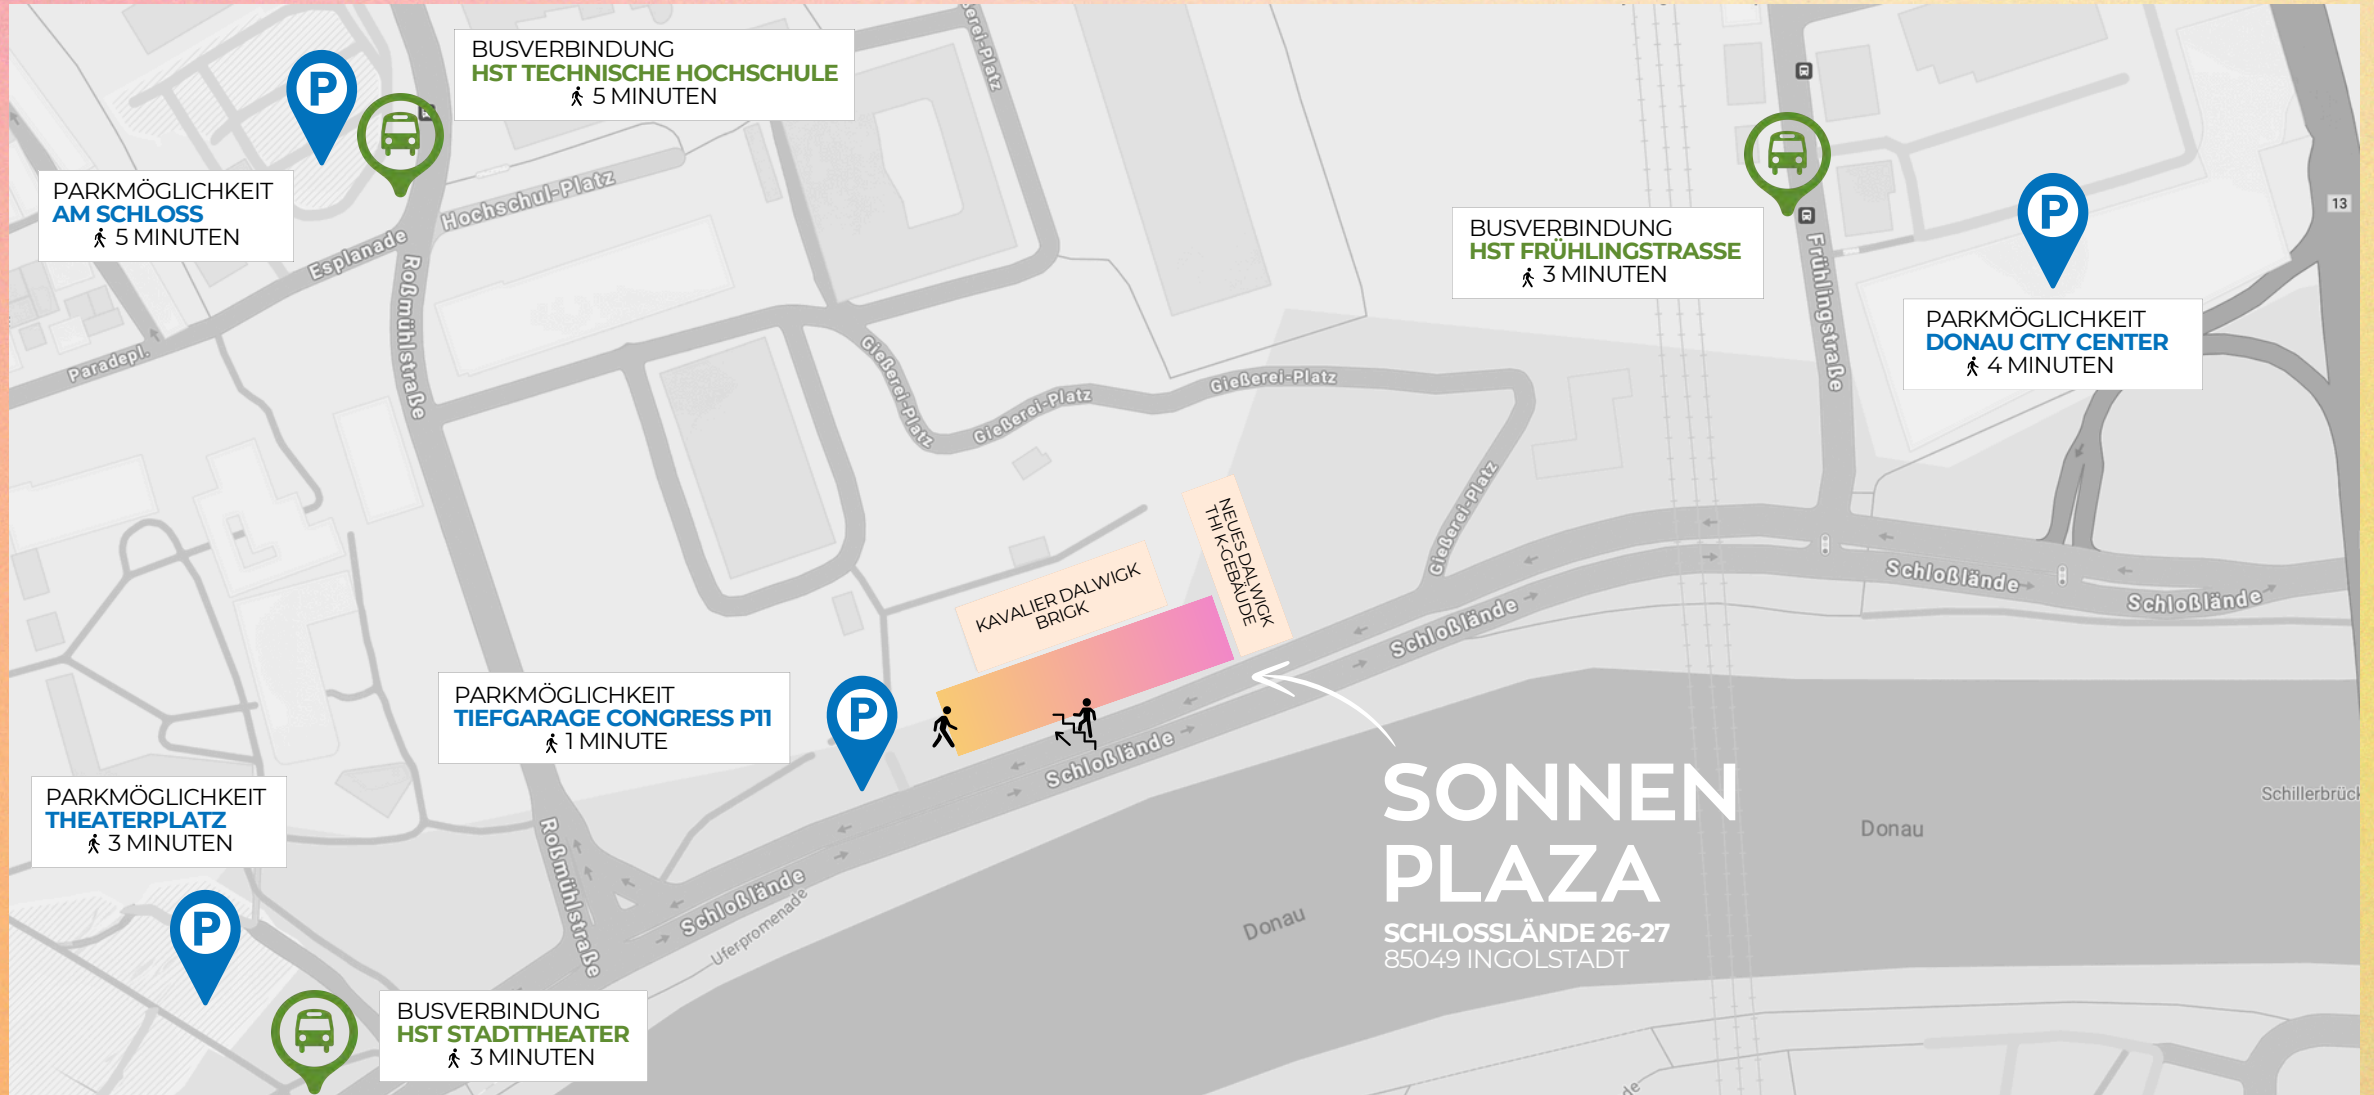 BUSVERBINDUNG
HST TECHNISCHE HOCHSCHULE
5 MINUTEN
P
PARKMÖGLICHKEIT
AM SCHLOSS
5 MINUTEN
Hochschul-Platz
Esplanade
Roßmühlstraße
Paradepl.
BUSVERBINDUNG
HST FRÜHLINGSTRASSE
3 MINUTEN
Frühlingstraße
13
P
PARKMÖGLICHKEIT
DONAU CITY CENTER
4 MINUTEN
Gießerei-Platz
Gießerei-Platz
Gießerei-Platz
Gießerei-Platz
NEUES DALWIGK
THI K-GEBÄUDE
KAVALIER DALWIGK
BRIGK
Schloßlände
Schloßlände
Schloßlände
Schloßlände
PARKMÖGLICHKEIT
TIEFGARAGE CONGRESS P11
1 MINUTE
P
PARKMÖGLICHKEIT
THEATERPLATZ
3 MINUTEN
P
Roßmühlstraße
Schloßlände
Uferpromenade
SONNEN
PLAZA
SCHLOSSLÄNDE 26-27
85049 INGOLSTADT
Donau
Donau
Schillerbrück
BUSVERBINDUNG
HST STADTTHEATER
3 MINUTEN